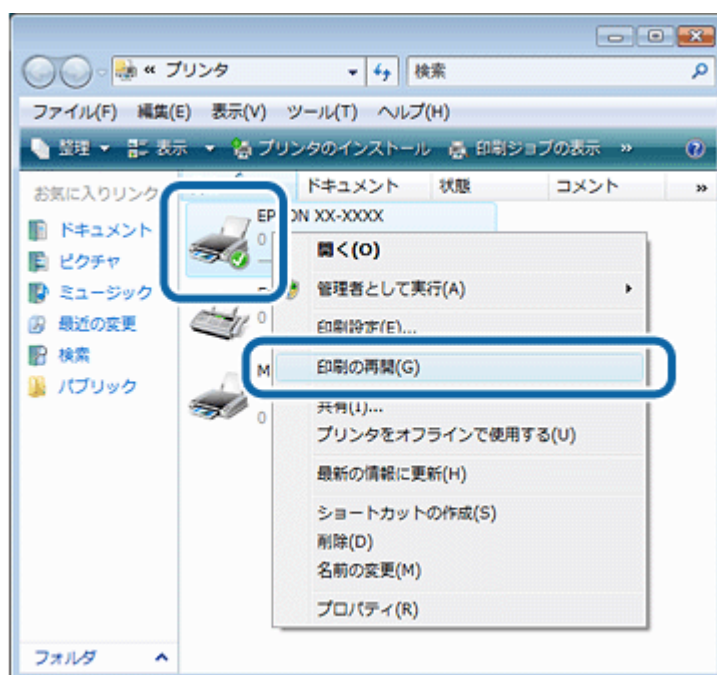 « プリンタ
検索
ファイル(F) 編集(E) 表示(V) ツール(T) ヘルプ(H)
整理 表示 プリンタのインストール 印刷ジョブの表示 »
お気に入りリンク
ドキュメント
ピクチャ
ミュージック
最近の変更
検索
パブリック
フォルダ
ドキュメント 状態 コメント »
XX-XXXX
0
0
M
0
開く(O)
管理者として実行(A)
印刷設定(E)...
印刷の再開(G)
共有(I)...
プリンタをオフラインで使用する(U)
最新の情報に更新(H)
ショートカットの作成(S)
削除(D)
名前の変更(M)
プロパティ(R)